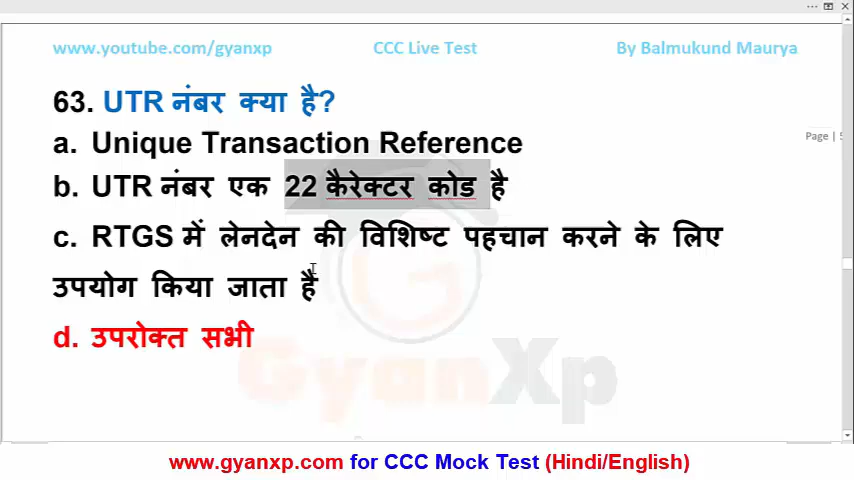 www.youtube.com/gyanxp CCC Live Test By Balmukund Maurya
63. UTR नंबर क्या है?
a. Unique Transaction Reference
Page | 5
b. UTR नंबर एक 22 कैरेक्टर कोड है
c. RTGS में लेनदेन की विशिष्ट पहचान करने के लिए
उपयोग किया जाता है
d. उपरोक्त सभी
GyanXp
www.gyanxp.com for CCC Mock Test (Hindi/English)